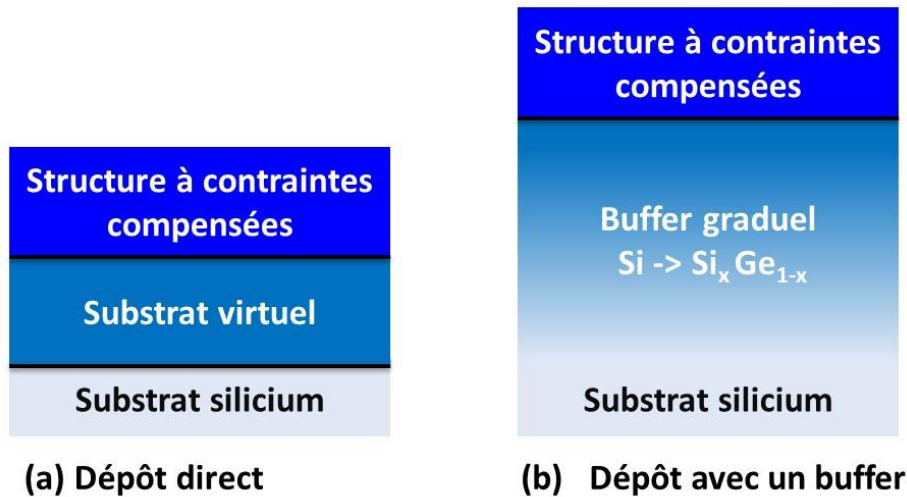 Structure à contraintes
compensées
Substrat virtuel
Substrat silicium
(a) Dépôt direct
Structure à contraintes
compensées
Buffer graduel
Si -> SiₓGe₁₋ₓ
Substrat silicium
(b) Dépôt avec un buffer